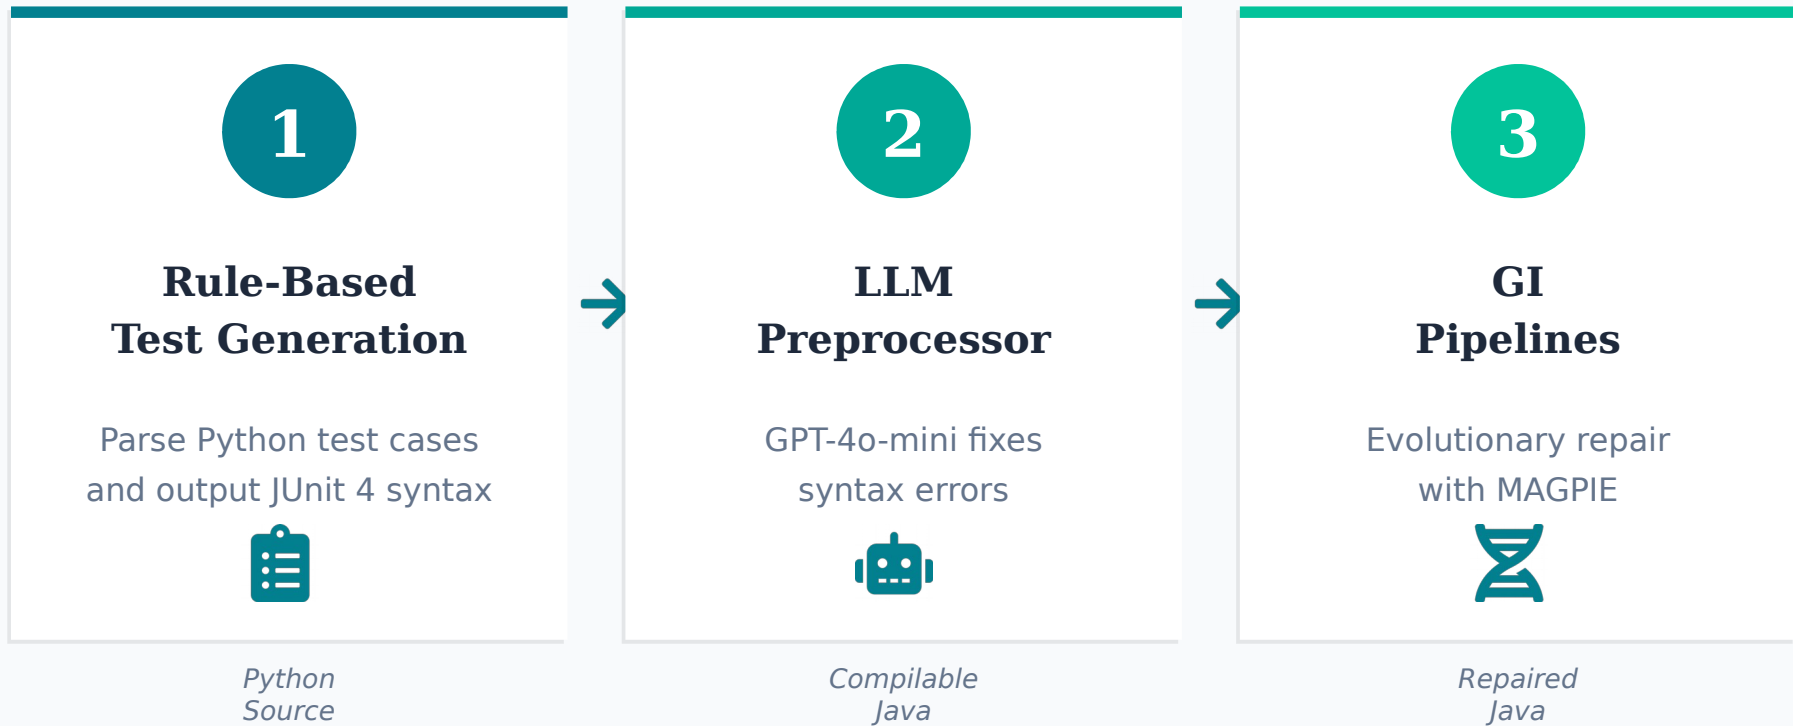 1
Rule-Based
Test Generation
Parse Python test cases
and output JUnit 4 syntax
Python
Source
2
LLM
Preprocessor
GPT-4o-mini fixes
syntax errors
Compilable
Java
3
GI
Pipelines
Evolutionary repair
with MAGPIE
Repaired
Java